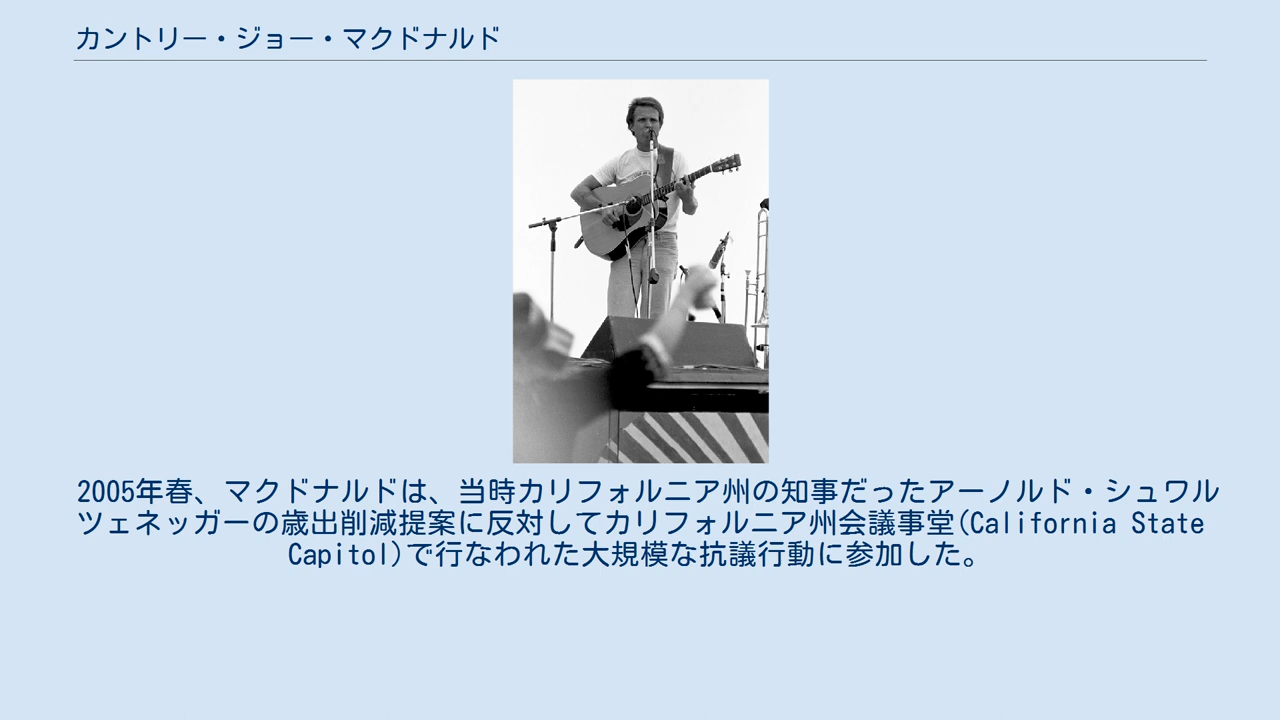 カントリー・ジョー・マクドナルド
2005年春、マクドナルドは、当時カリフォルニア州の知事だったアーノルド・シュワル
ツェネッガーの歳出削減提案に反対してカリフォルニア州会議事堂(California State
Capitol)で行なわれた大規模な抗議行動に参加した。